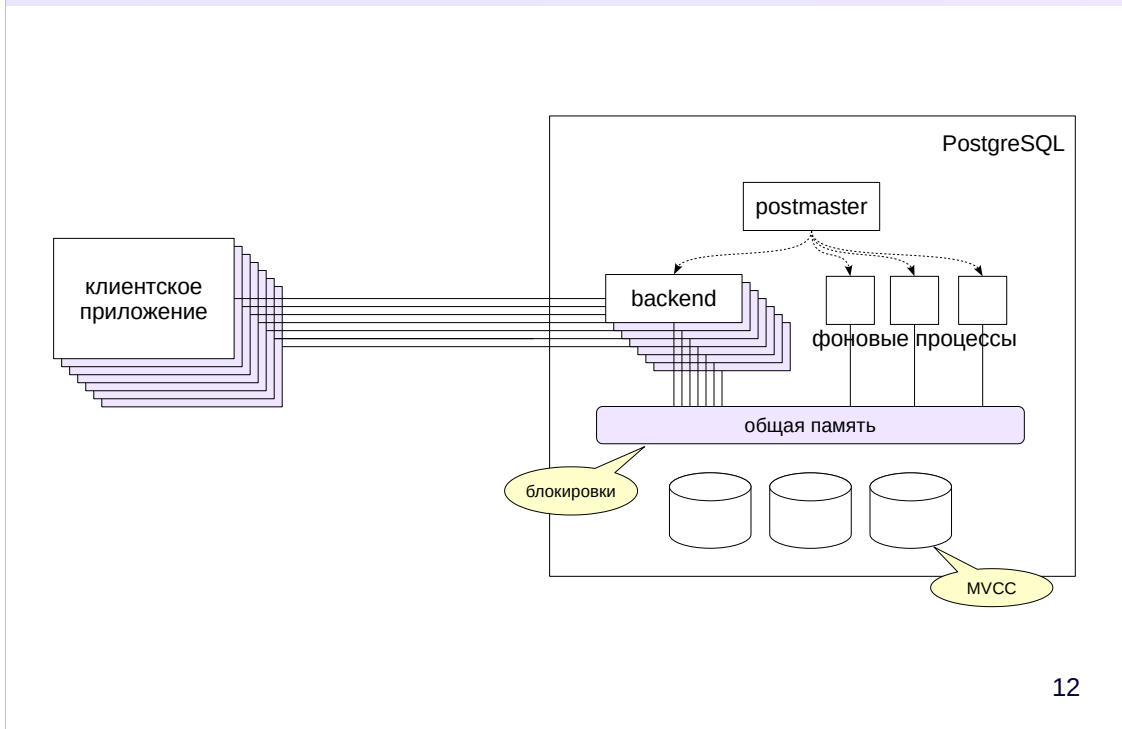 PostgreSQL
postmaster
клиентское
приложение
backend
фоновые процессы
общая память
блокировки
MVCC
12